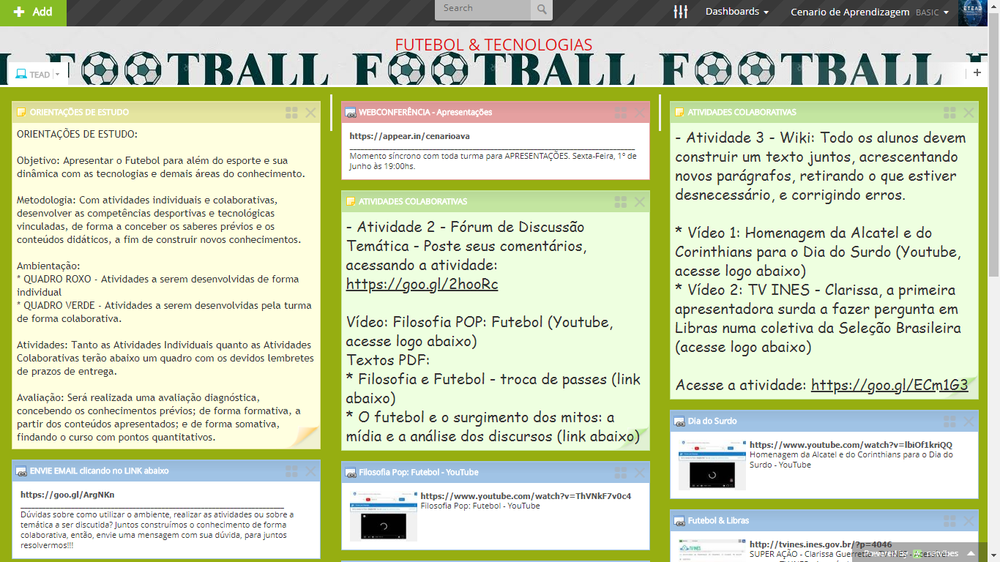 Add
Search
Dashboards
Cenario de Aprendizagem BASIC
ETEAD
FUTEBOL & TECNOLOGIAS
FOOTBALL FOOTBALL FOOTBALL
TEAD
ORIENTAÇÕES DE ESTUDO
ORIENTAÇÕES DE ESTUDO:
Objetivo: Apresentar o Futebol para além do esporte e sua
dinâmica com as tecnologias e demais áreas do conhecimento.
Metodologia: Com atividades individuais e colaborativas,
desenvolver as competências desportivas e tecnológicas
vinculadas, de forma a conceber os saberes prévios e os
conteúdos didáticos, a fim de construir novos conhecimentos.
Ambientação:
* QUADRO ROXO - Atividades a serem desenvolvidas de forma
individual
* QUADRO VERDE - Atividades a serem desenvolvidas pela turma
de forma colaborativa.
Atividades: Tanto as Atividades Individuais quanto as Atividades
Colaborativas terão abaixo um quadro com os devidos lembretes
de prazos de entrega.
Avaliação: Será realizada uma avaliação diagnóstica,
concebendo os conhecimentos prévios; de forma formativa, a
partir dos conteúdos apresentados; e de forma somativa,
findando o curso com pontos quantitativos.
ENVIE EMAIL clicando no LINK abaixo
https://goo.gl/ArgNKn
Dúvidas sobre como utilizar o ambiente, realizar as atividades ou sobre a
temática a ser discutida? Juntos construímos o conhecimento de forma
colaborativa, então, envie uma mensagem com sua dúvida, para juntos
resolvermos!!!
WEBCONFERÊNCIA - Apresentações
https://appear.in/cenarioava
Momento síncrono com toda turma para APRESENTAÇÕES. Sexta-Feira, 1º de
Junho às 19:00hs.
ATIVIDADES COLABORATIVAS
- Atividade 2 - Fórum de Discussão
Temática - Poste seus comentários,
acessando a atividade:
https://goo.gl/2hooRc
Vídeo: Filosofia POP: Futebol (Youtube,
acesse logo abaixo)
Textos PDF:
* Filosofia e Futebol - troca de passes (link
abaixo)
* O futebol e o surgimento dos mitos: a
mídia e a análise dos discursos (link abaixo)
Filosofia Pop: Futebol - YouTube
https://www.youtube.com/watch?v=ThVNkF7v0c4
Filosofia Pop: Futebol - YouTube
ATIVIDADES COLABORATIVAS
- Atividade 3 - Wiki: Todo os alunos devem
construir um texto juntos, acrescentando
novos parágrafos, retirando o que estiver
desnecessário, e corrigindo erros.
* Vídeo 1: Homenagem da Alcatel e do
Corinthians para o Dia do Surdo (Youtube,
acesse logo abaixo)
* Vídeo 2: TV INES - Clarissa, a primeira
apresentadora surda a fazer pergunta em
Libras numa coletiva da Seleção Brasileira
(acesse logo abaixo)
Acesse a atividade: https://goo.gl/ECm1G3
Dia do Surdo
https://www.youtube.com/watch?v=lbiOf1kriQQ
Homenagem da Alcatel e do Corinthians para o Dia do
Surdo - YouTube
Futebol & Libras
TVINES
http://tvines.ines.gov.br/?p=4046
SUPER AÇÃO - Clarissa Guerretta - TV INES - Acessível
Powered by netvibes